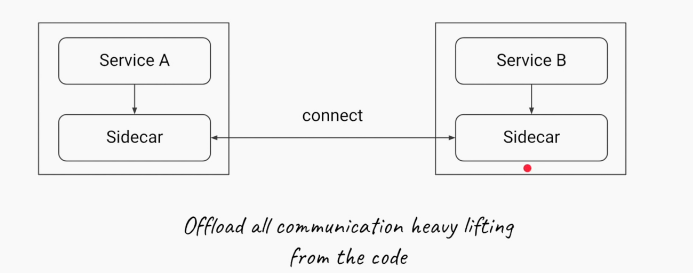 Service A
Service B
connect
Sidecar
Sidecar
Offload all communication heavy lifting
from the code